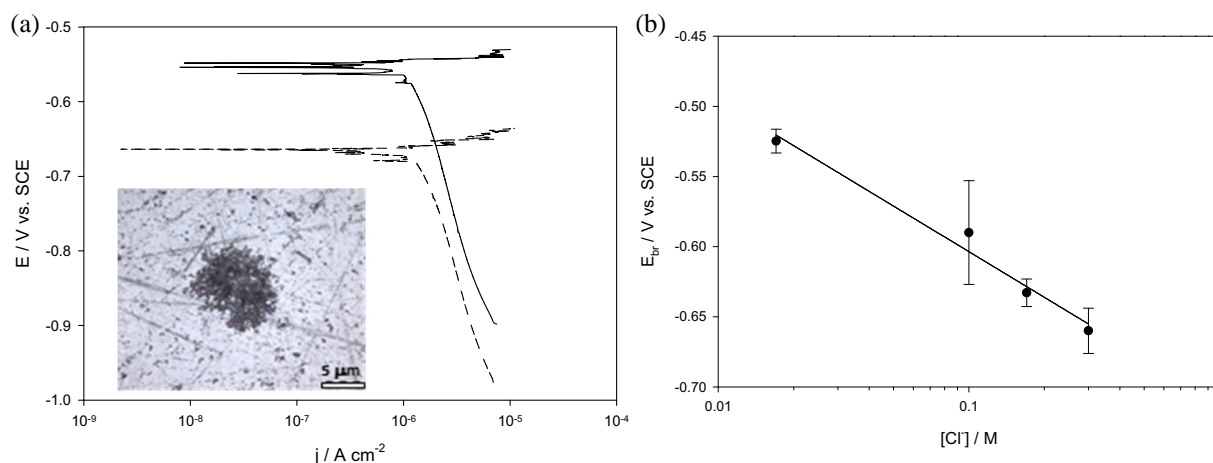 (a)
-0.5
-0.6
-0.7
-0.8
-0.9
-1.0
E / V vs. SCE
5 µm
10⁻⁹
10⁻⁸
10⁻⁷
10⁻⁶
10⁻⁵
10⁻⁴
j / A cm⁻²
(b)
-0.45
-0.50
-0.55
-0.60
-0.65
-0.70
E_br / V vs. SCE
0.01
0.1
[Cl⁻] / M